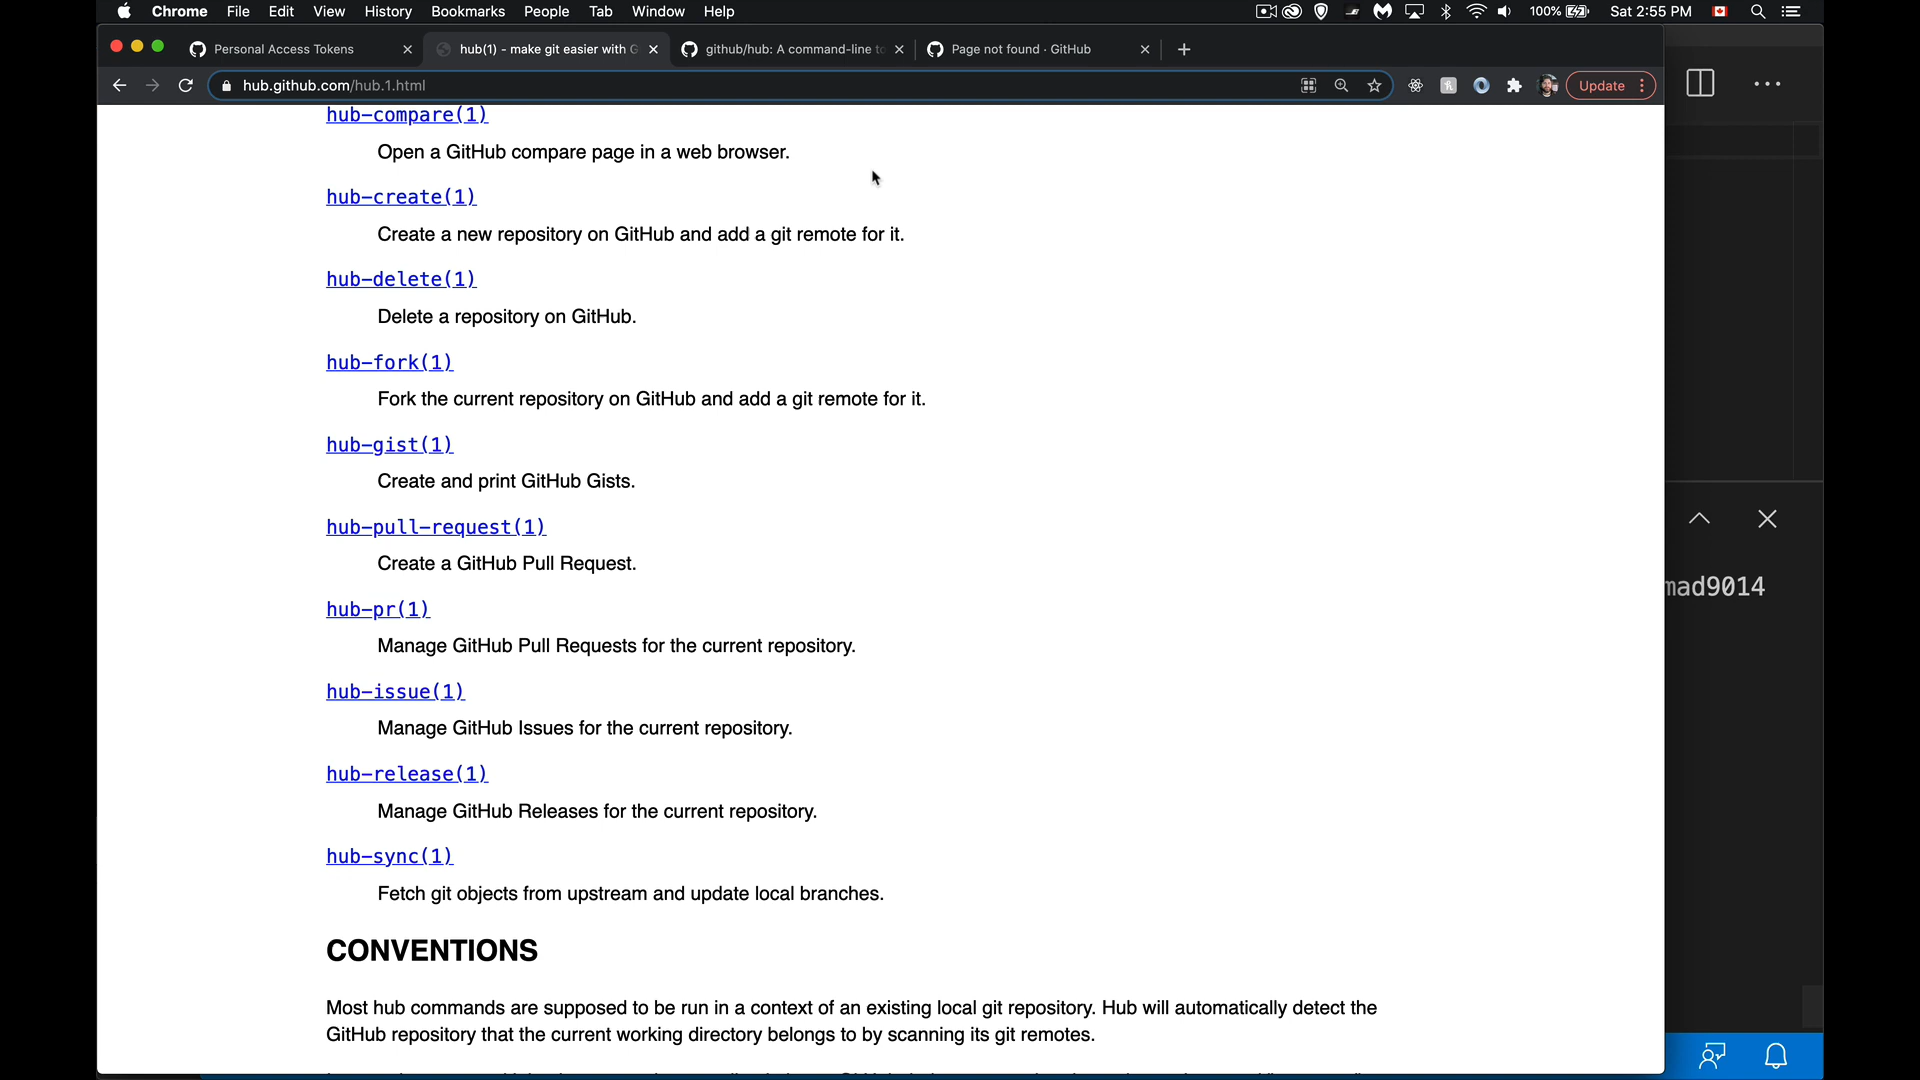 Chrome File Edit View History Bookmarks People Tab Window Help 100% Sat 2:55 PM
Personal Access Tokens hub(1) - make git easier with G github/hub: A command-line to Page not found · GitHub
hub.github.com/hub.1.html Update
hub-compare(1)
Open a GitHub compare page in a web browser.
hub-create(1)
Create a new repository on GitHub and add a git remote for it.
hub-delete(1)
Delete a repository on GitHub.
hub-fork(1)
Fork the current repository on GitHub and add a git remote for it.
hub-gist(1)
Create and print GitHub Gists.
hub-pull-request(1)
Create a GitHub Pull Request.
mad9014
hub-pr(1)
Manage GitHub Pull Requests for the current repository.
hub-issue(1)
Manage GitHub Issues for the current repository.
hub-release(1)
Manage GitHub Releases for the current repository.
hub-sync(1)
Fetch git objects from upstream and update local branches.
CONVENTIONS
Most hub commands are supposed to be run in a context of an existing local git repository. Hub will automatically detect the
GitHub repository that the current working directory belongs to by scanning its git remotes.